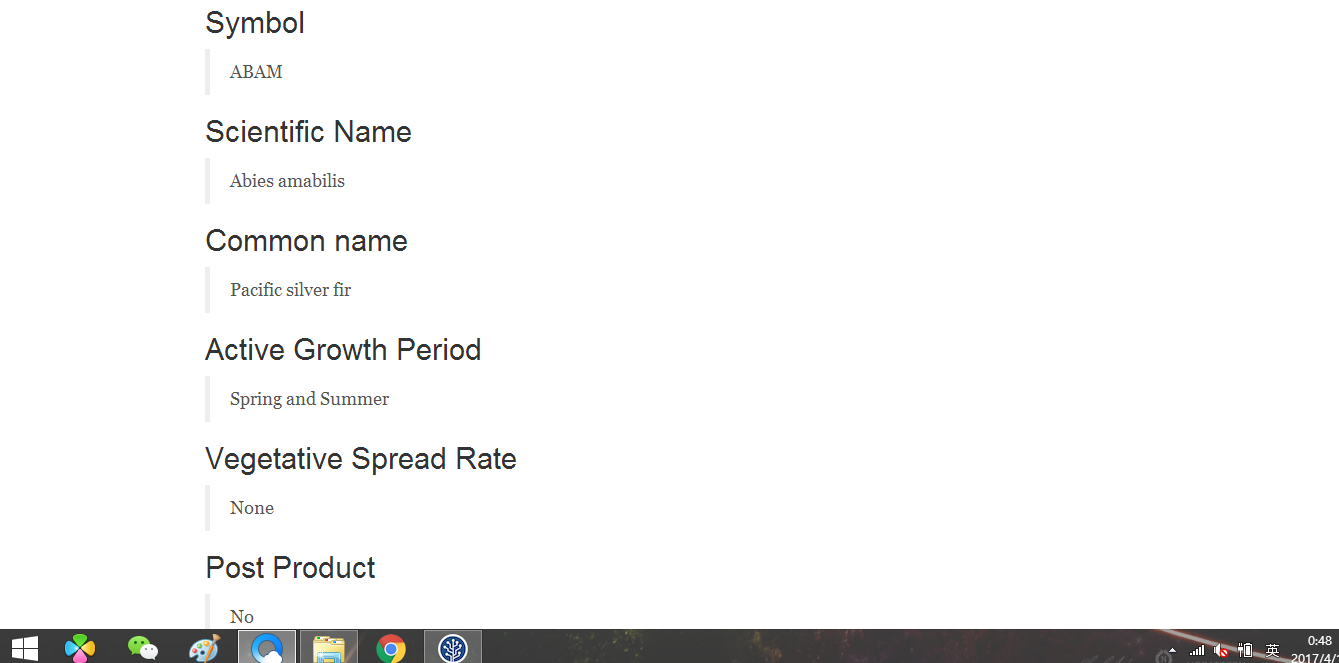 Symbol
ABAM
Scientific Name
Abies amabilis
Common name
Pacific silver fir
Active Growth Period
Spring and Summer
Vegetative Spread Rate
None
Post Product
No
英
0:48
2017/4/